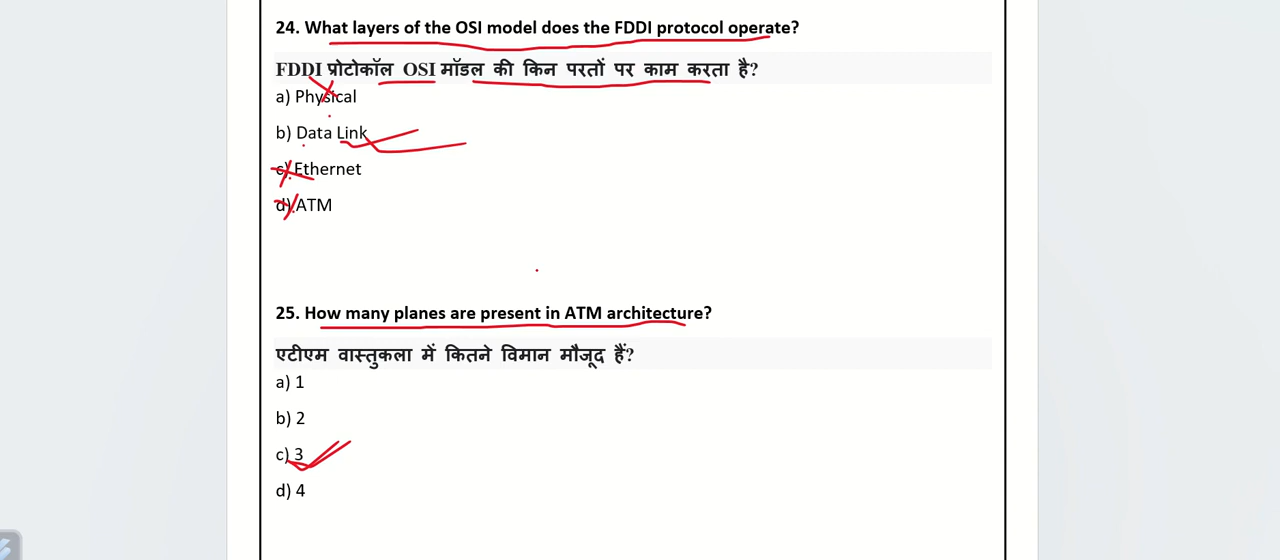 24. What layers of the OSI model does the FDDI protocol operate?
FDDI प्रोटोकॉल OSI मॉडल की किन परतों पर काम करता है?
a) Physical
b) Data Link
c) Ethernet
d) ATM
25. How many planes are present in ATM architecture?
एटीएम वास्तुकला में कितने विमान मौजूद हैं?
a) 1
b) 2
c) 3
d) 4